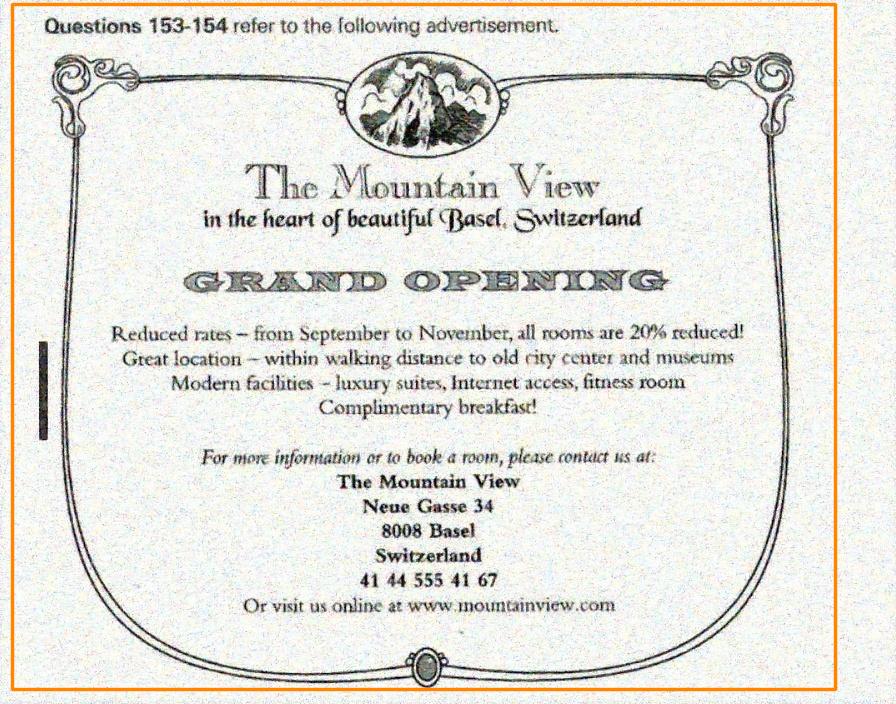 Questions 153-154 refer to the following advertisement.
The Mountain View
in the heart of beautiful Basel, Switzerland
GRAND OPENING
Reduced rates – from September to November, all rooms are 20% reduced!
Great location – within walking distance to old city center and museums
Modern facilities – luxury suites, Internet access, fitness room
Complimentary breakfast!
For more information or to book a room, please contact us at:
The Mountain View
Neue Gasse 34
8008 Basel
Switzerland
41 44 555 41 67
Or visit us online at www.mountainview.com